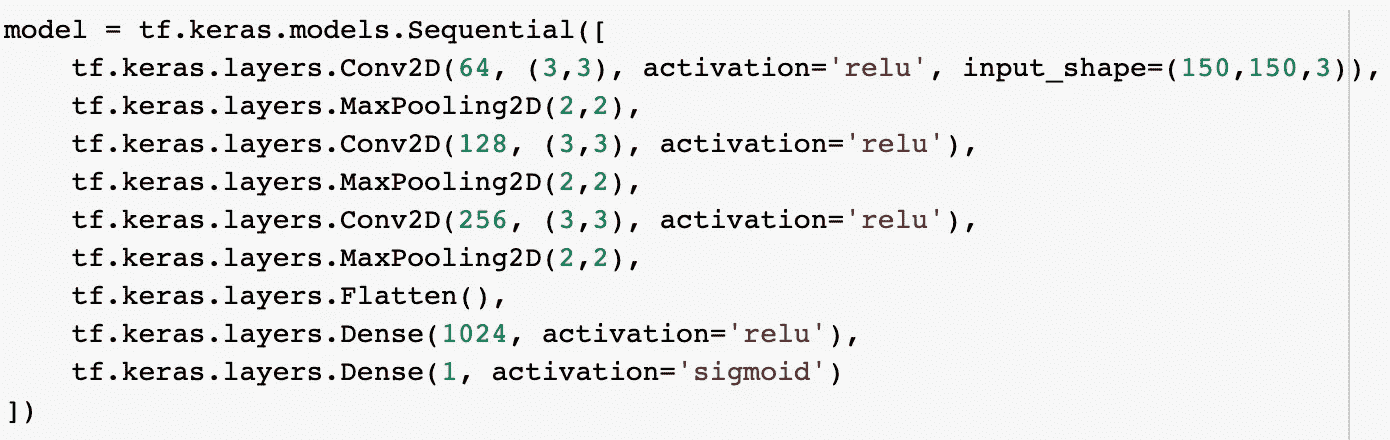 model = tf.keras.models.Sequential([
    tf.keras.layers.Conv2D(64, (3,3), activation='relu', input_shape=(150,150,3)),
    tf.keras.layers.MaxPooling2D(2,2),
    tf.keras.layers.Conv2D(128, (3,3), activation='relu'),
    tf.keras.layers.MaxPooling2D(2,2),
    tf.keras.layers.Conv2D(256, (3,3), activation='relu'),
    tf.keras.layers.MaxPooling2D(2,2),
    tf.keras.layers.Flatten(),
    tf.keras.layers.Dense(1024, activation='relu'),
    tf.keras.layers.Dense(1, activation='sigmoid')
])